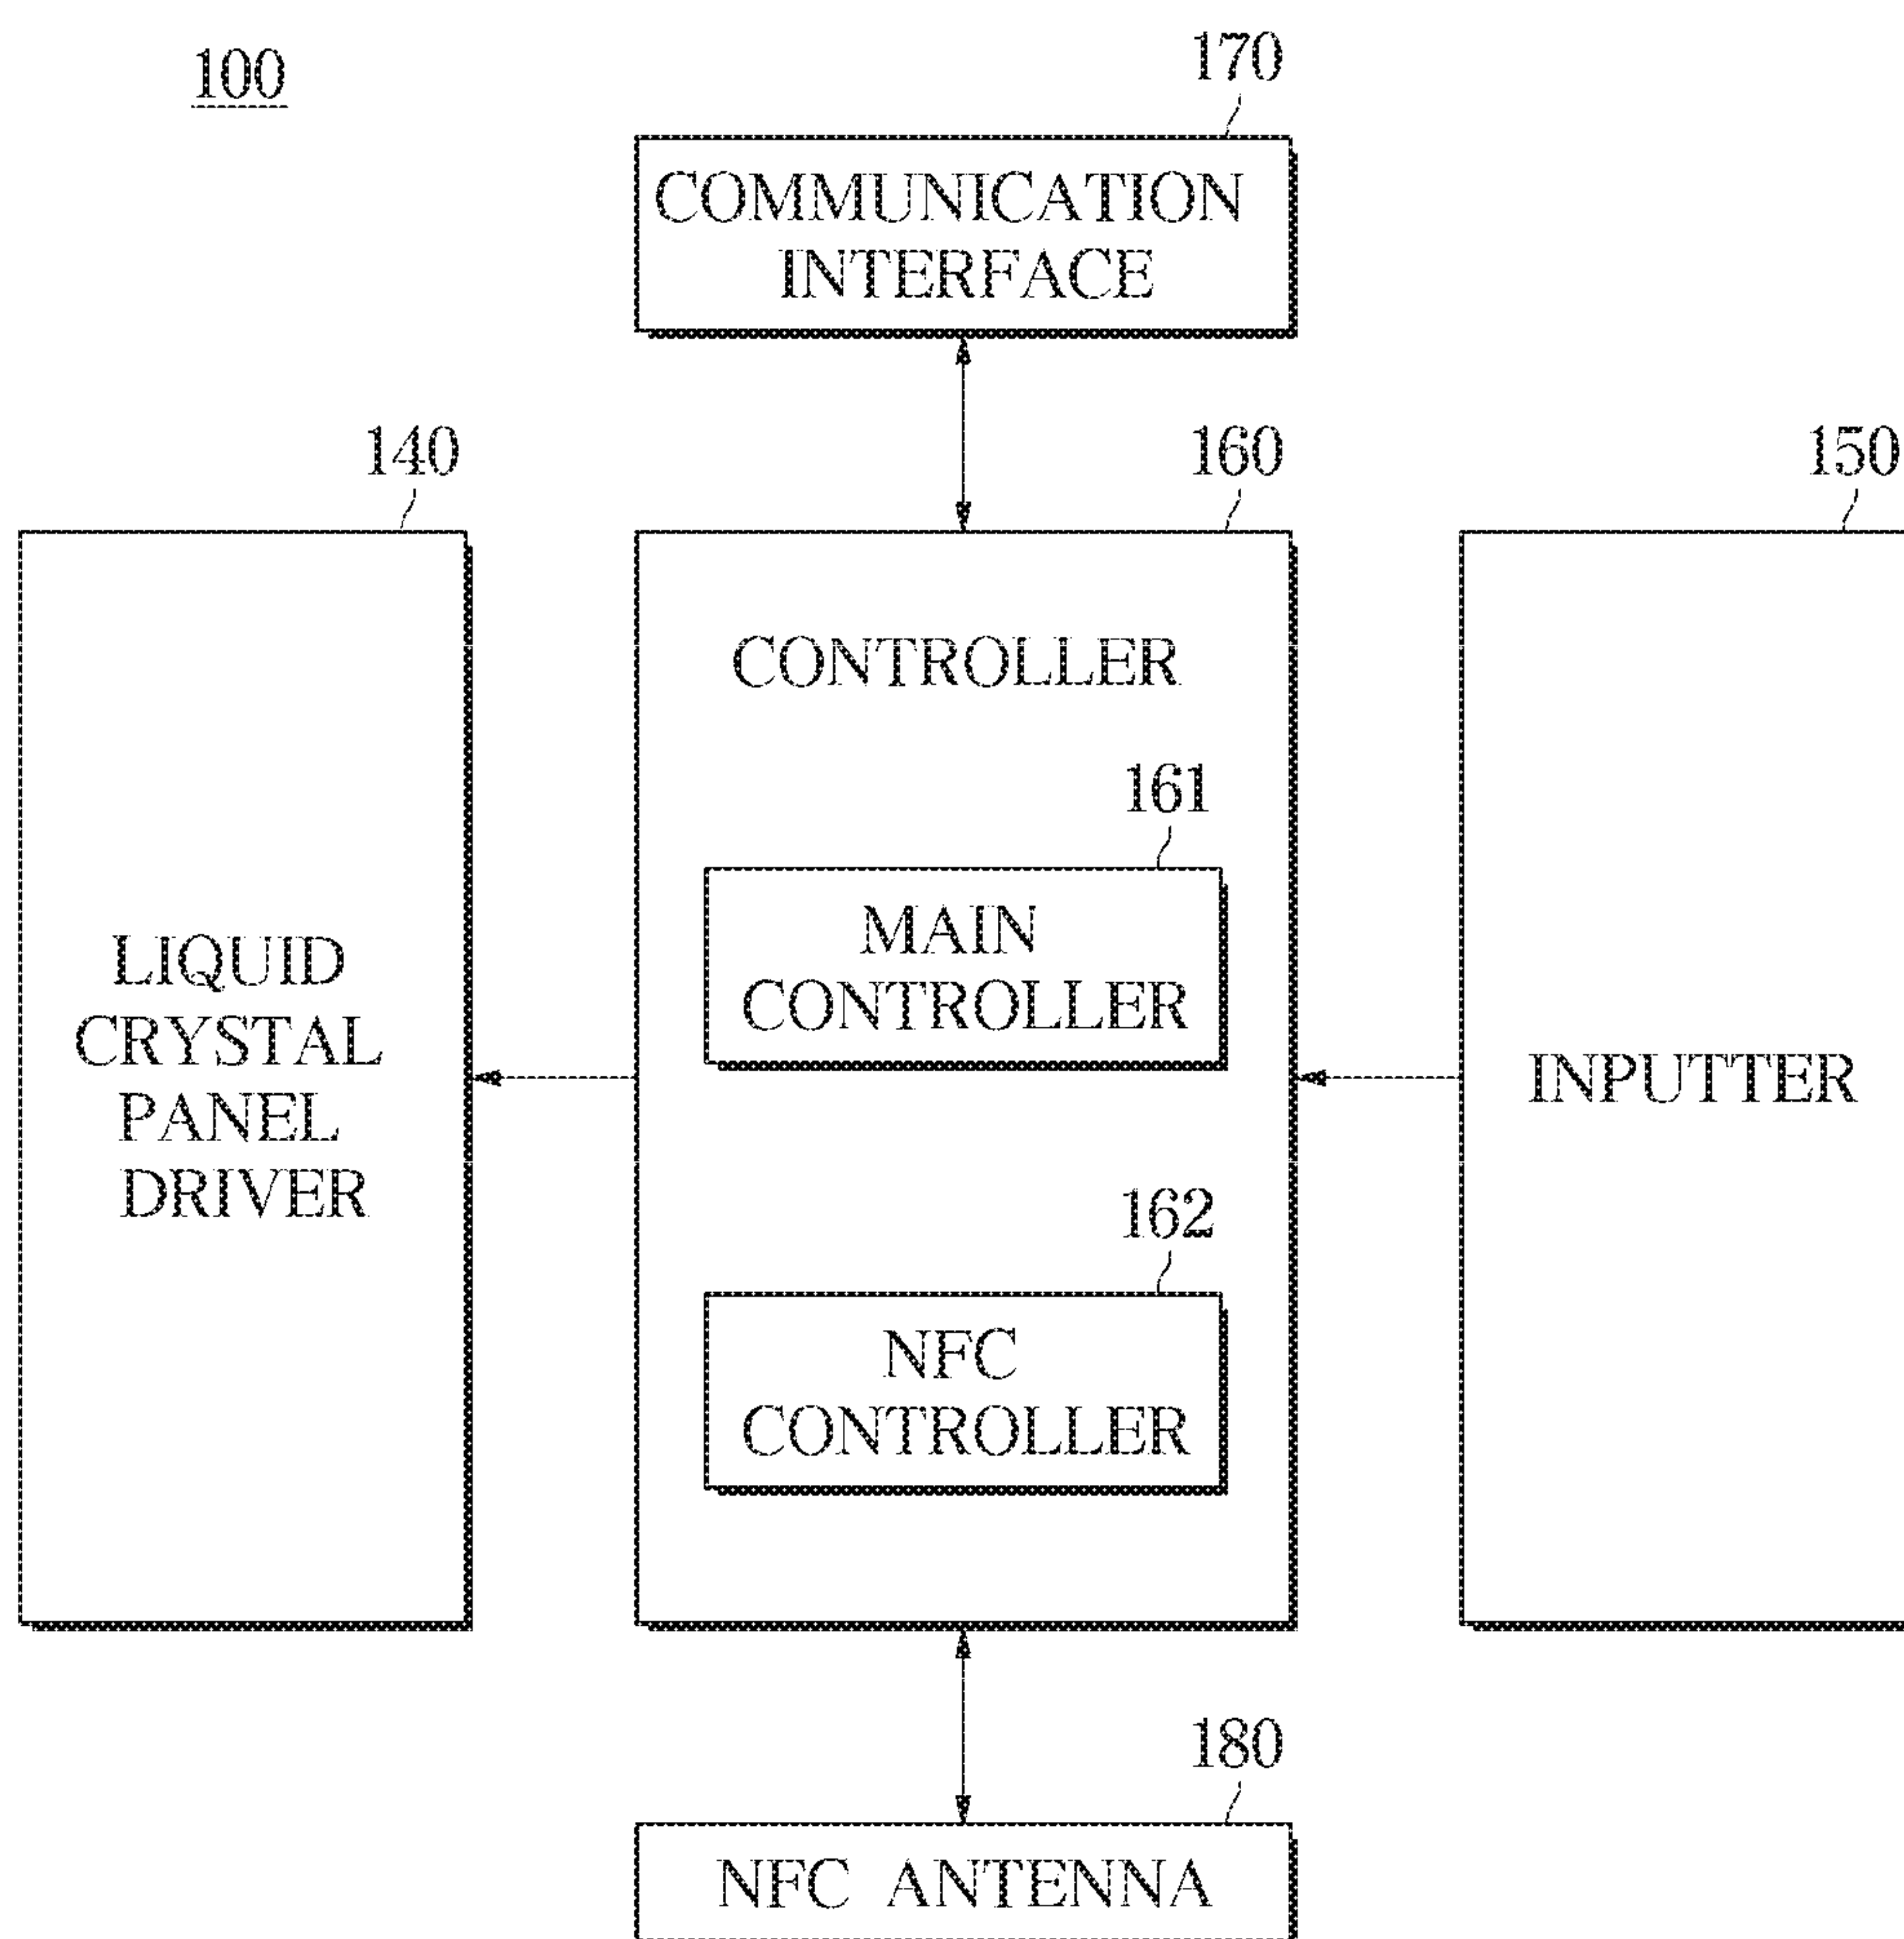 100
170
COMMUNICATION
INTERFACE
140
160
150
CONTROLLER
161
MAIN
CONTROLLER
LIQUID
CRYSTAL
PANEL
DRIVER
INPUTTER
162
NFC
CONTROLLER
180
NFC ANTENNA